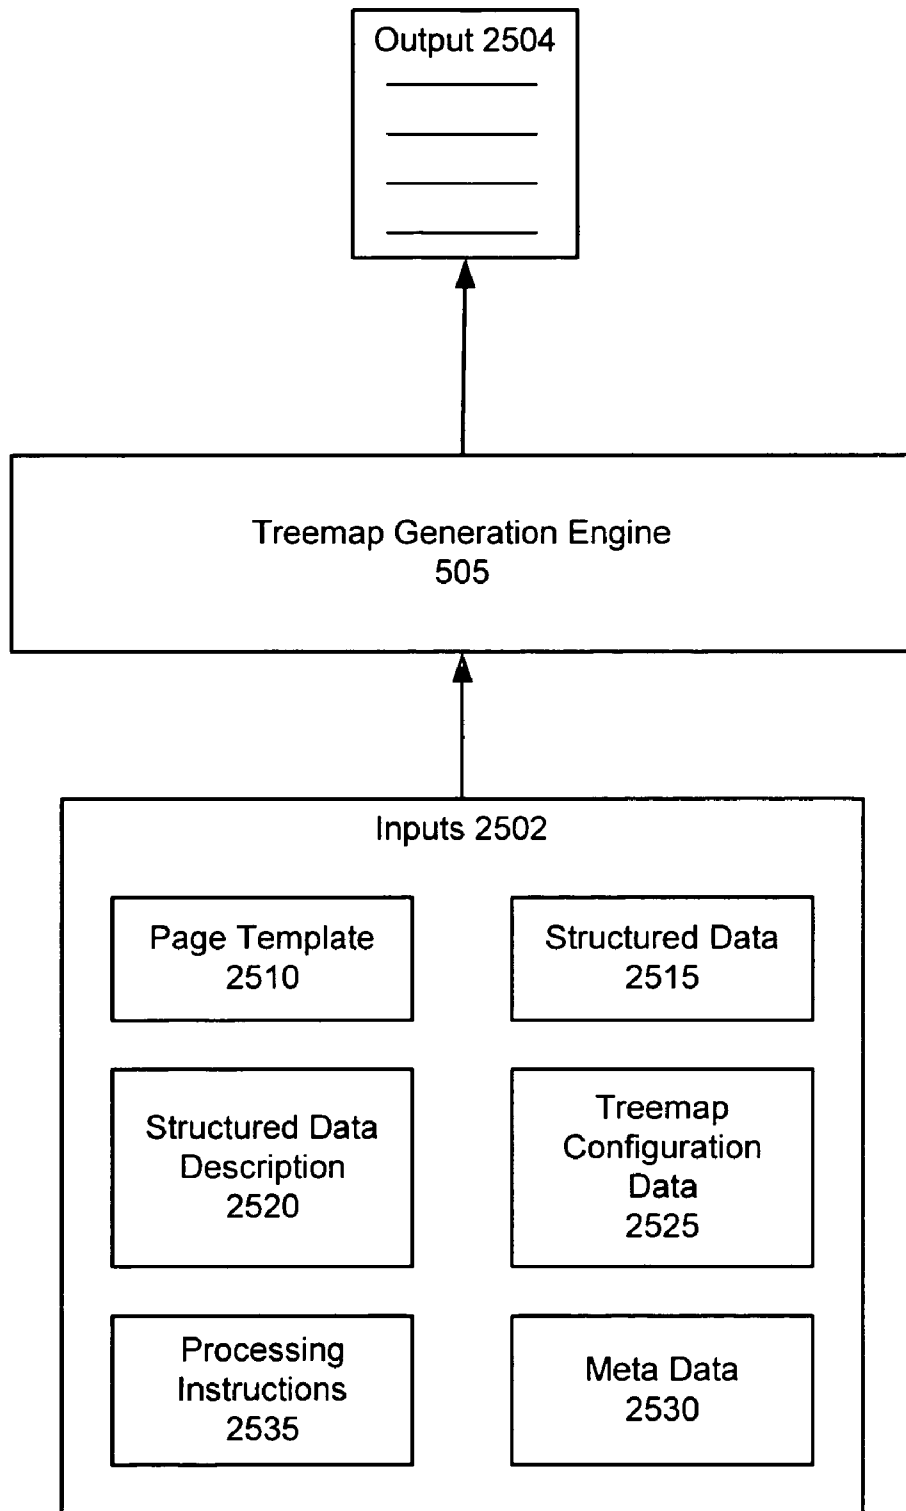 Output 2504
Treemap Generation Engine
505
Inputs 2502
Page Template
2510
Structured Data
2515
Structured Data
Description
2520
Treemap
Configuration
Data
2525
Processing
Instructions
2535
Meta Data
2530